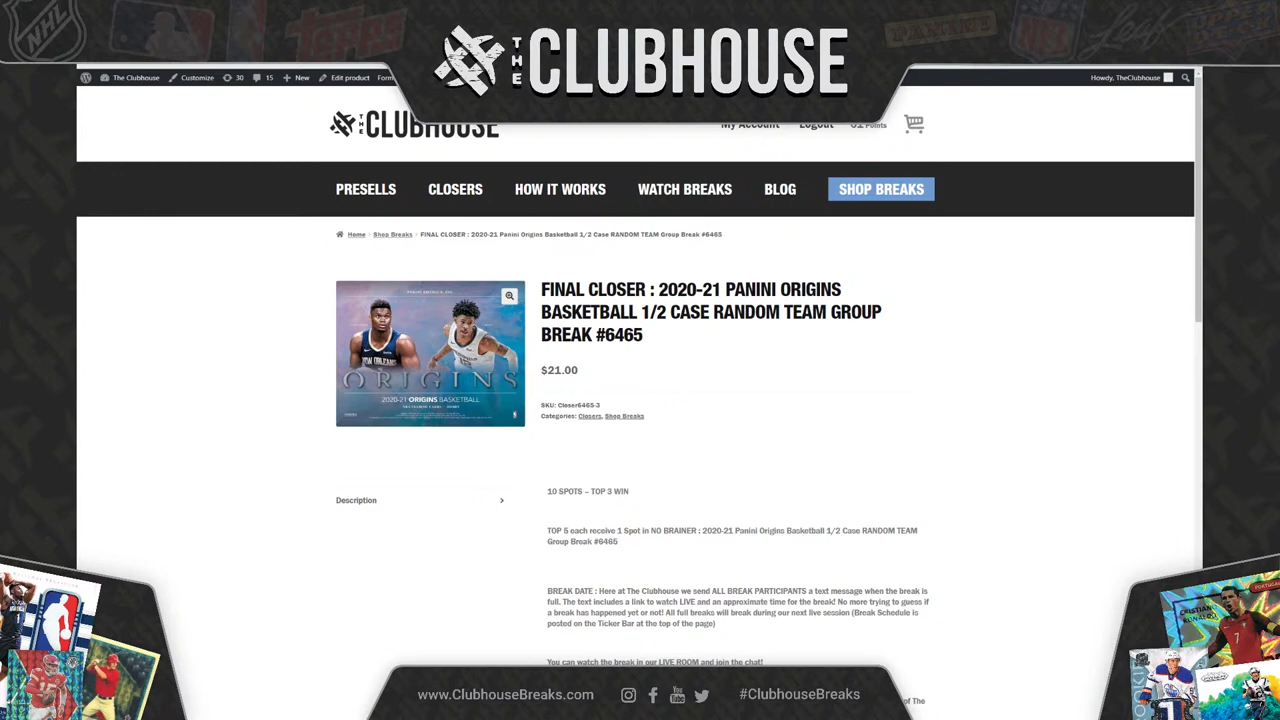 THE CLUBHOUSE
The Clubhouse
Customize
30
15
New
Edit product
Howdy, TheClubhouse
THE CLUBHOUSE
My Account
Logout
Points
PRESELLS
CLOSERS
HOW IT WORKS
WATCH BREAKS
BLOG
SHOP BREAKS
Home › Shop Breaks › FINAL CLOSER : 2020-21 Panini Origins Basketball 1/2 Case RANDOM TEAM Group Break #6465
NEW ORLEANS
ORIGINS
2020-21 ORIGINS BASKETBALL
FINAL CLOSER : 2020-21 PANINI ORIGINS
BASKETBALL 1/2 CASE RANDOM TEAM GROUP
BREAK #6465
$21.00
SKU: Closer6465-3
Categories: Closers, Shop Breaks
Description
10 SPOTS – TOP 3 WIN
TOP 5 each receive 1 Spot in NO BRAINER : 2020-21 Panini Origins Basketball 1/2 Case RANDOM TEAM
Group Break #6465
BREAK DATE : Here at The Clubhouse we send ALL BREAK PARTICIPANTS a text message when the break is
full. The text includes a link to watch LIVE and an approximate time for the break! No more trying to guess if
a break has happened yet or not! All full breaks will break during our next live session (Break Schedule is
posted on the Ticker Bar at the top of the page)
You can watch the break in our LIVE ROOM and join the chat!
of The
www.ClubhouseBreaks.com
#ClubhouseBreaks